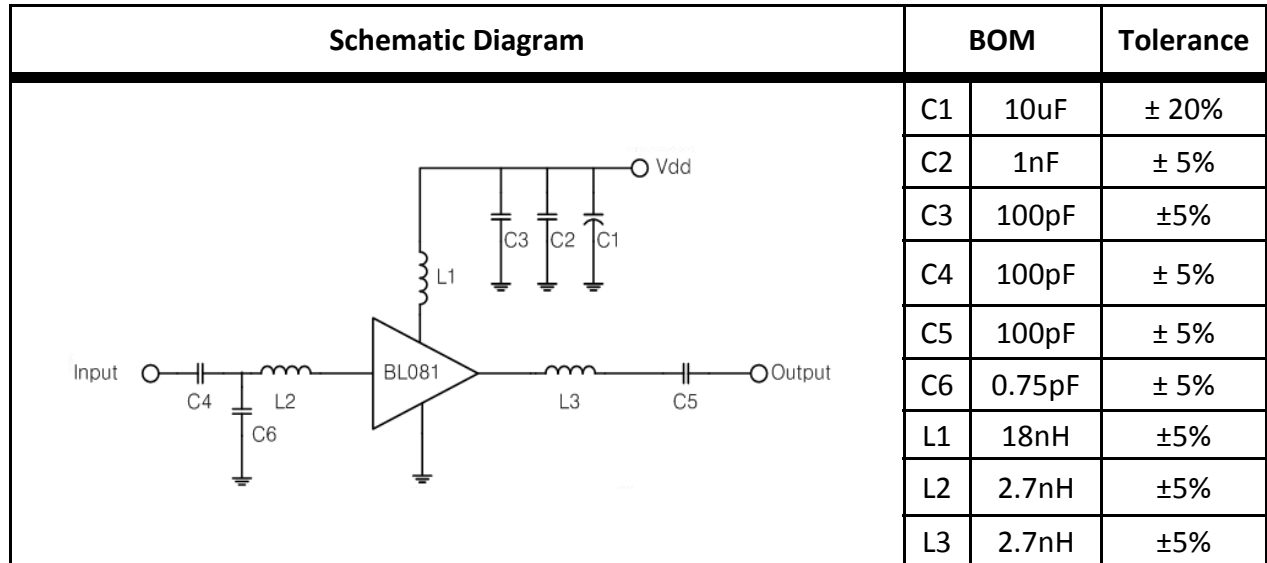 Schematic Diagram BOM Tolerance
C1 10uF ± 20%
C2 1nF ± 5%
C3 100pF ±5%
C4 100pF ± 5%
C5 100pF ± 5%
C6 0.75pF ± 5%
L1 18nH ±5%
L2 2.7nH ±5%
L3 2.7nH ±5%
Vdd
C3 C2 C1
L1
Input BL081 Output
C4 L2 L3 C5
C6